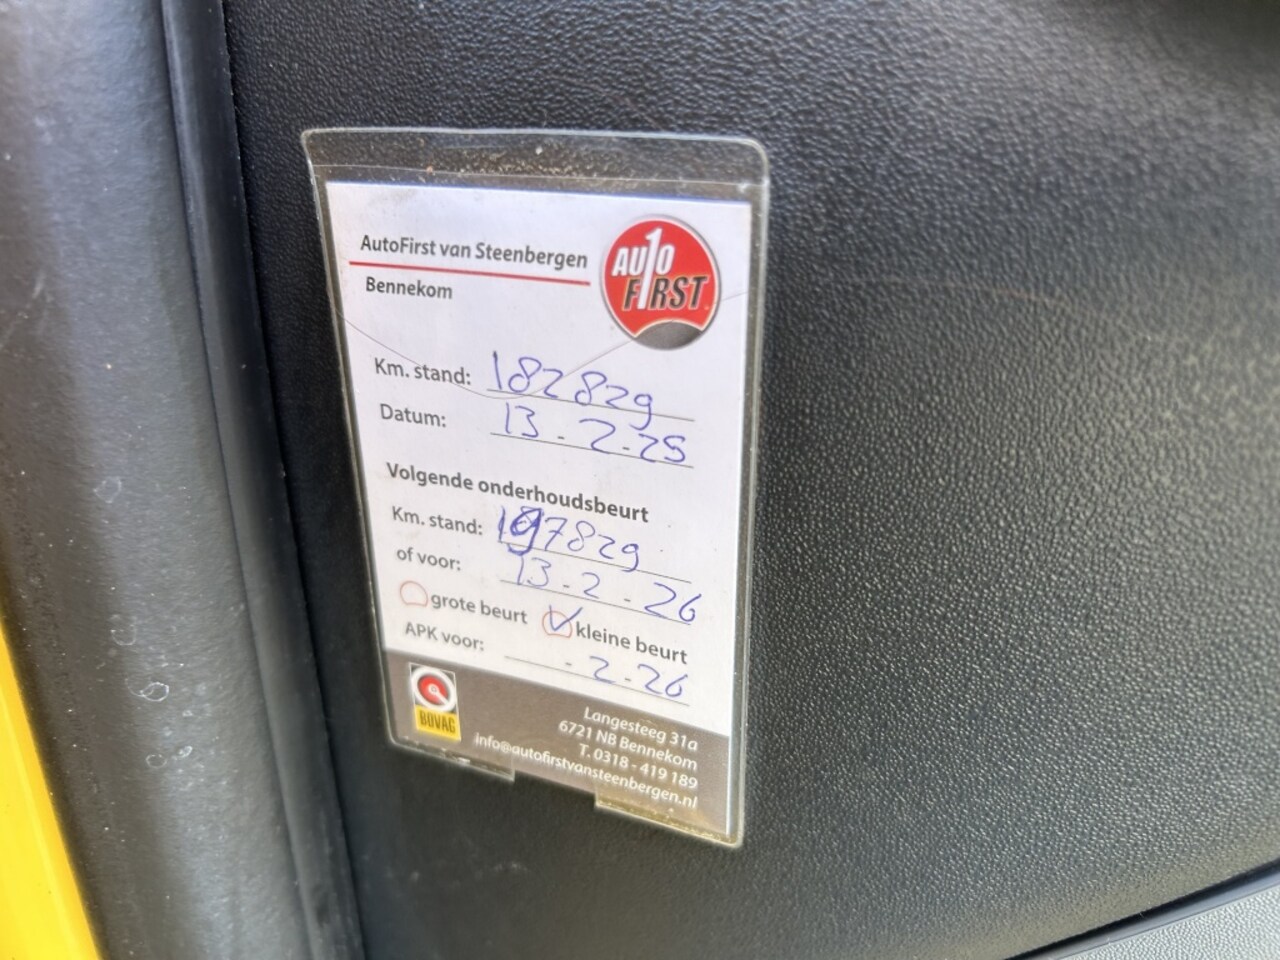 AutoFirst van Steenbergen
Bennekom
AUTO
FIRST
Km. stand: 182829
Datum: 13-2-25
Volgende onderhoudsbeurt
Km. stand: 197829
of voor: 13-2-26
grote beurt kleine beurt
APK voor: -2-26
BOVAG
Langesteeg 31a
6721 NB Bennekom
T. 0318 - 419 189
info@autofirstvansteenbergen.nl